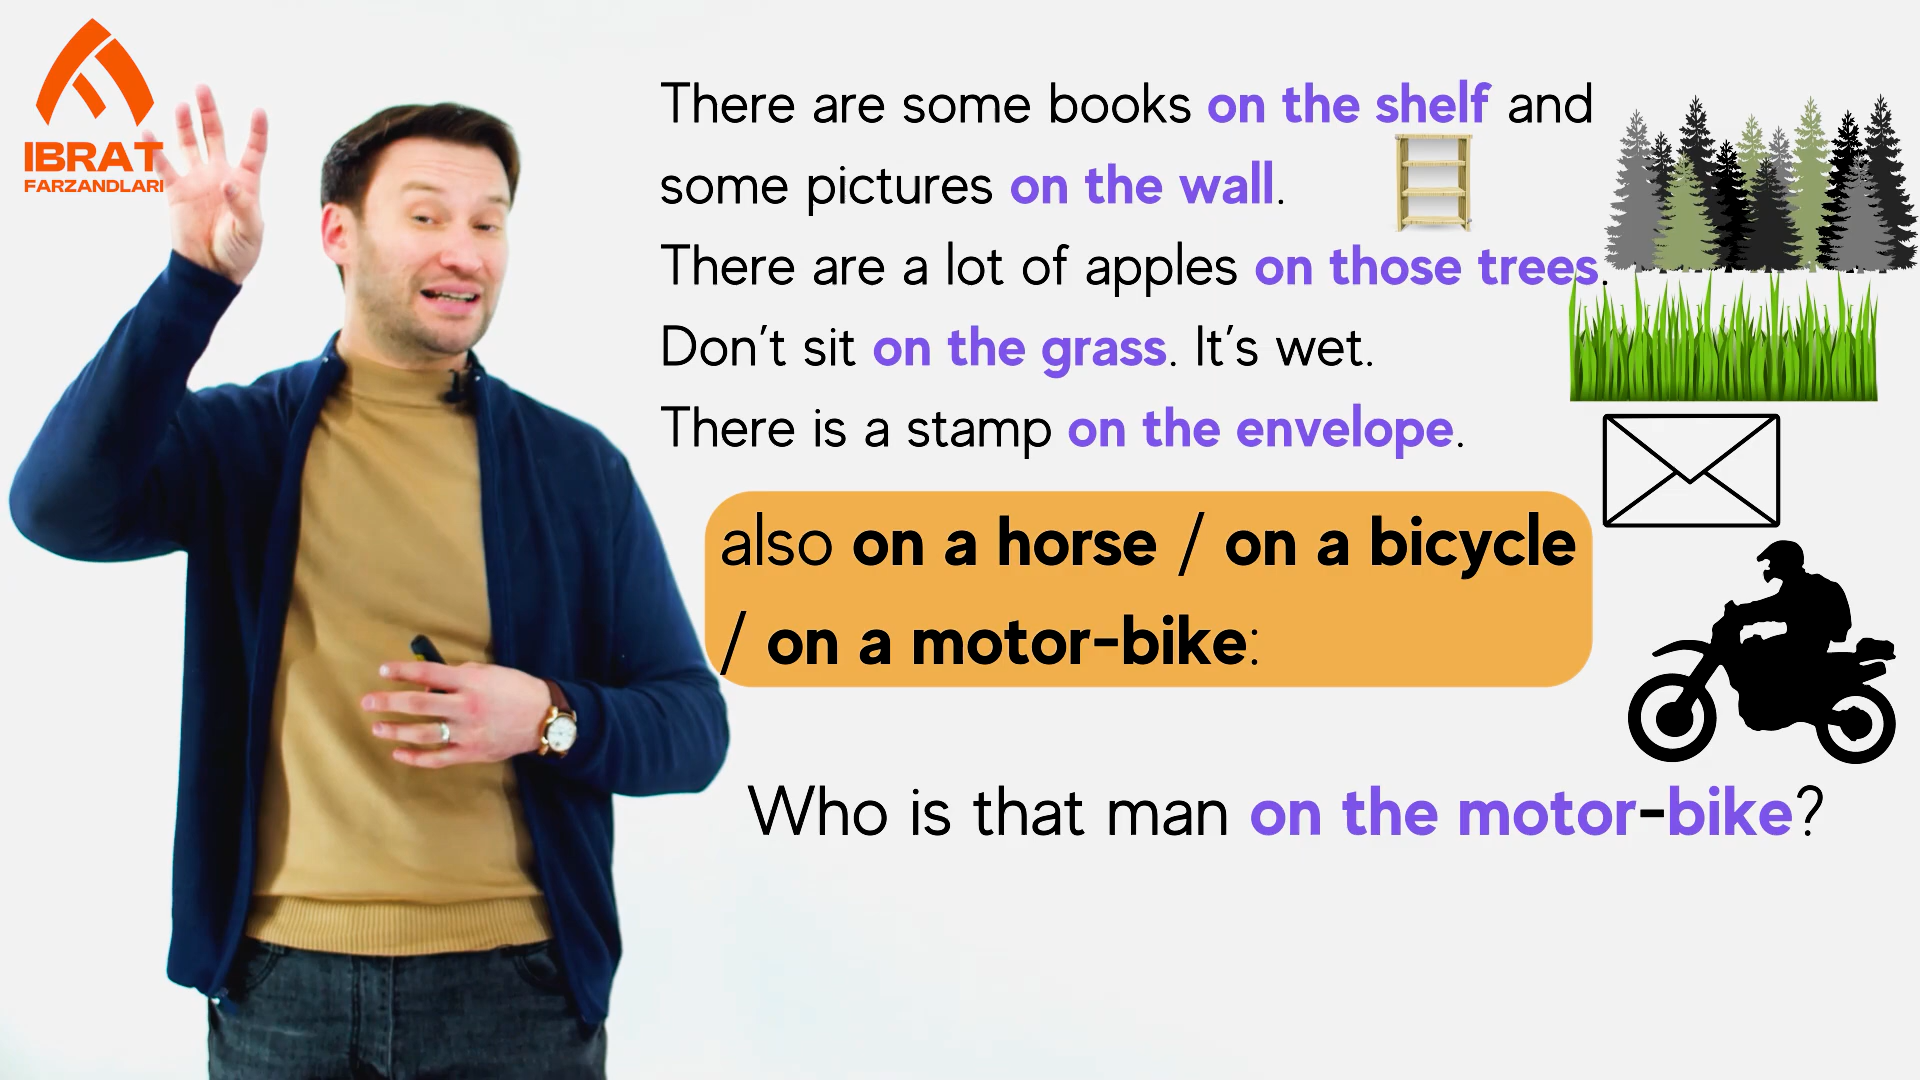 IBRAT
FARZANDLARI
There are some books on the shelf and
some pictures on the wall.
There are a lot of apples on those trees.
Don’t sit on the grass. It’s wet.
There is a stamp on the envelope.
also on a horse / on a bicycle
/ on a motor-bike:
Who is that man on the motor-bike?